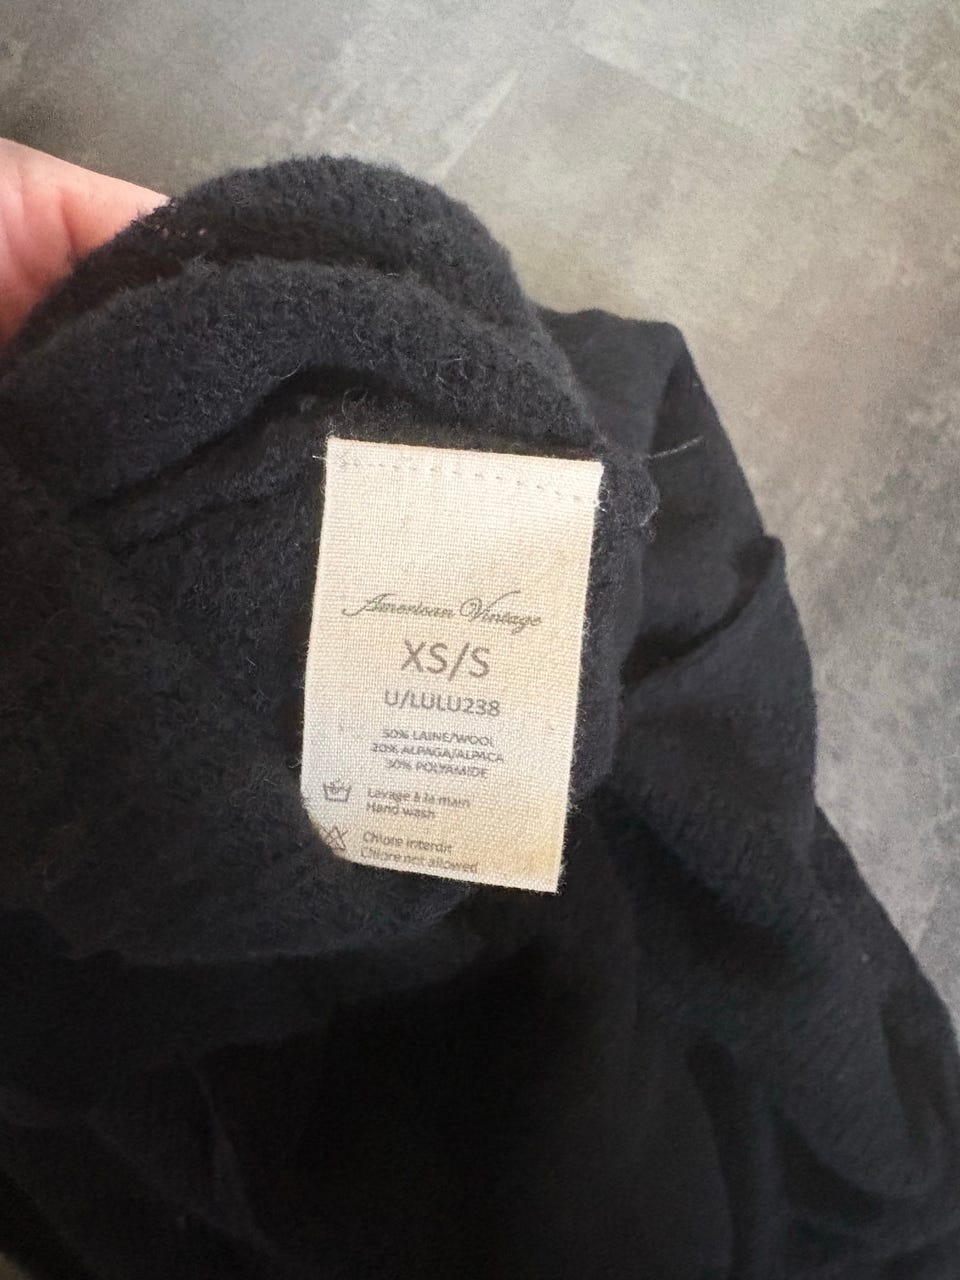 American Vintage
XS/S
U/LULU238
50% LAINE/WOOL
20% ALPAGA/ALPACA
30% POLYAMIDE
Lavage à la main
Hand wash
Chlore interdit
Chlore not allowed